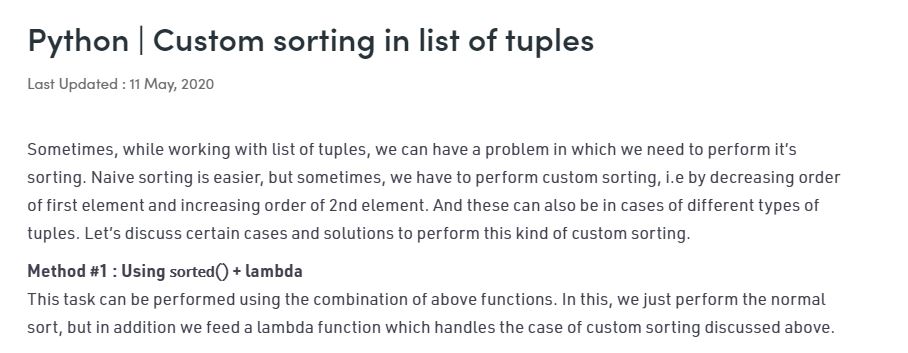 Python | Custom sorting in list of tuples
Last Updated : 11 May, 2020
Sometimes, while working with list of tuples, we can have a problem in which we need to perform it's
sorting. Naive sorting is easier, but sometimes, we have to perform custom sorting, i.e by decreasing order
of first element and increasing order of 2nd element. And these can also be in cases of different types of
tuples. Let's discuss certain cases and solutions to perform this kind of custom sorting.
Method #1 : Using sorted() + lambda
This task can be performed using the combination of above functions. In this, we just perform the normal
sort, but in addition we feed a lambda function which handles the case of custom sorting discussed above.